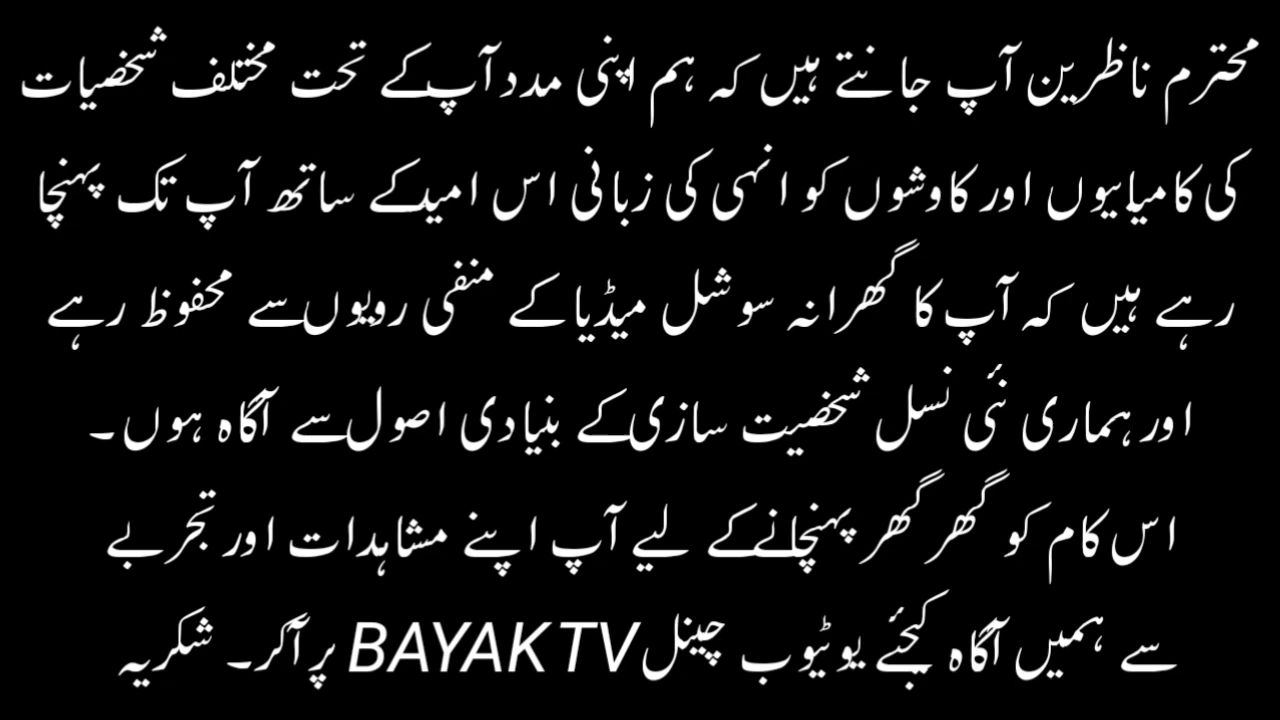 محترم ناظرین آپ جانتے ہیں کہ ہم اپنی مدد آپ کے تحت مختلف شخصیات
کی کامیابیوں اور کاوشوں کو انہی کی زبانی اس امید کے ساتھ آپ تک پہنچا
رہے ہیں کہ آپ کا گھرانہ سوشل میڈیا کے منفی رویوں سے محفوظ رہے
اور ہماری نئی نسل شخصیت سازی کے بنیادی اصول سے آگاہ ہوں۔
اس کام کو گھر گھر پہنچانے کے لیے آپ اپنے مشاہدات اور تجربے
سے ہمیں آگاہ کیجئے یوٹیوب چینل BAYAK TV پر آکر۔ شکریہ